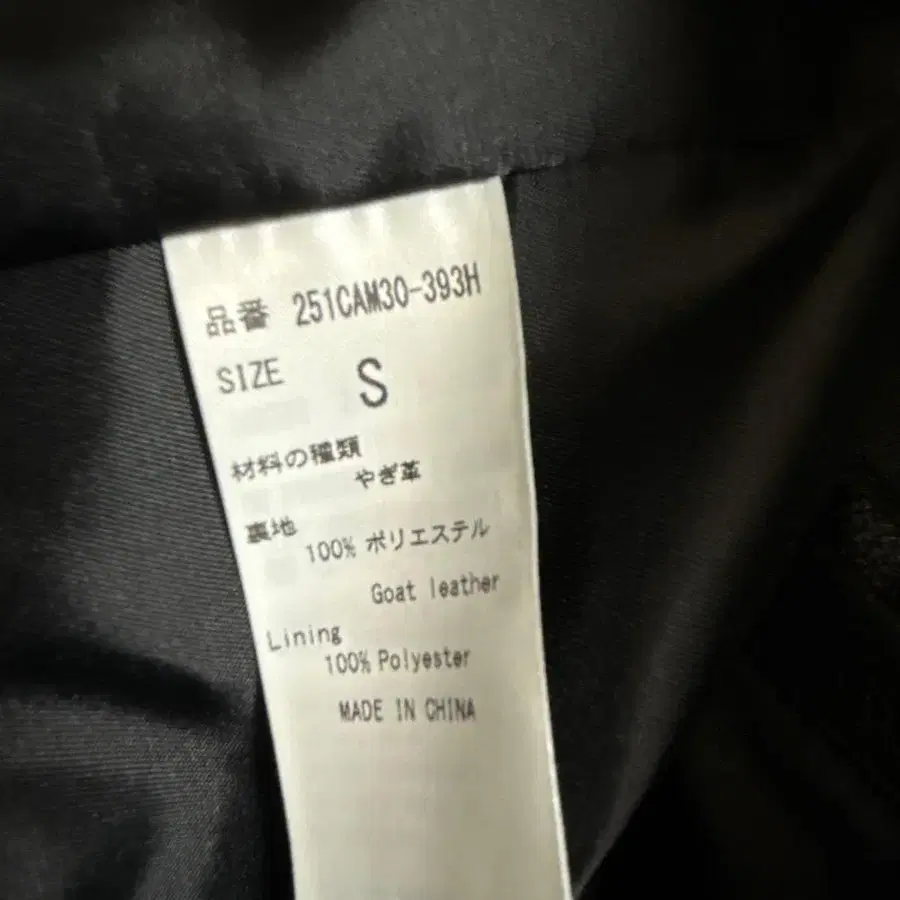 品番 251CAM30-393H
SIZE S
材料の種類
やぎ革
裏地
100% ポリエステル
Goat leather
Lining
100% Polyester
MADE IN CHINA